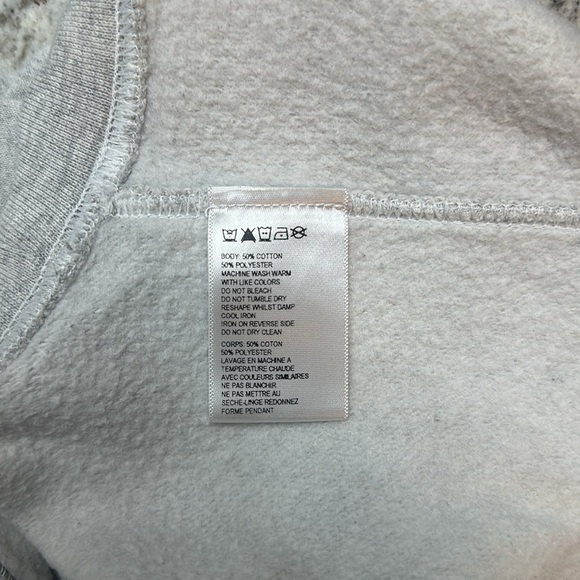 BODY: 50% COTTON
50% POLYESTER
MACHINE WASH WARM
WITH LIKE COLORS
DO NOT BLEACH
DO NOT TUMBLE DRY
RESHAPE WHILST DAMP
COOL IRON
IRON ON REVERSE SIDE
DO NOT DRY CLEAN
CORPS: 50% COTON
50% POLYESTER
LAVAGE EN MACHINE A
TEMPERATURE CHAUDE
AVEC COULEURS SIMILAIRES
NE PAS BLANCHIR
NE PAS METTRE AU
SECHE-LINGE REDONNEZ
FORME PENDANT